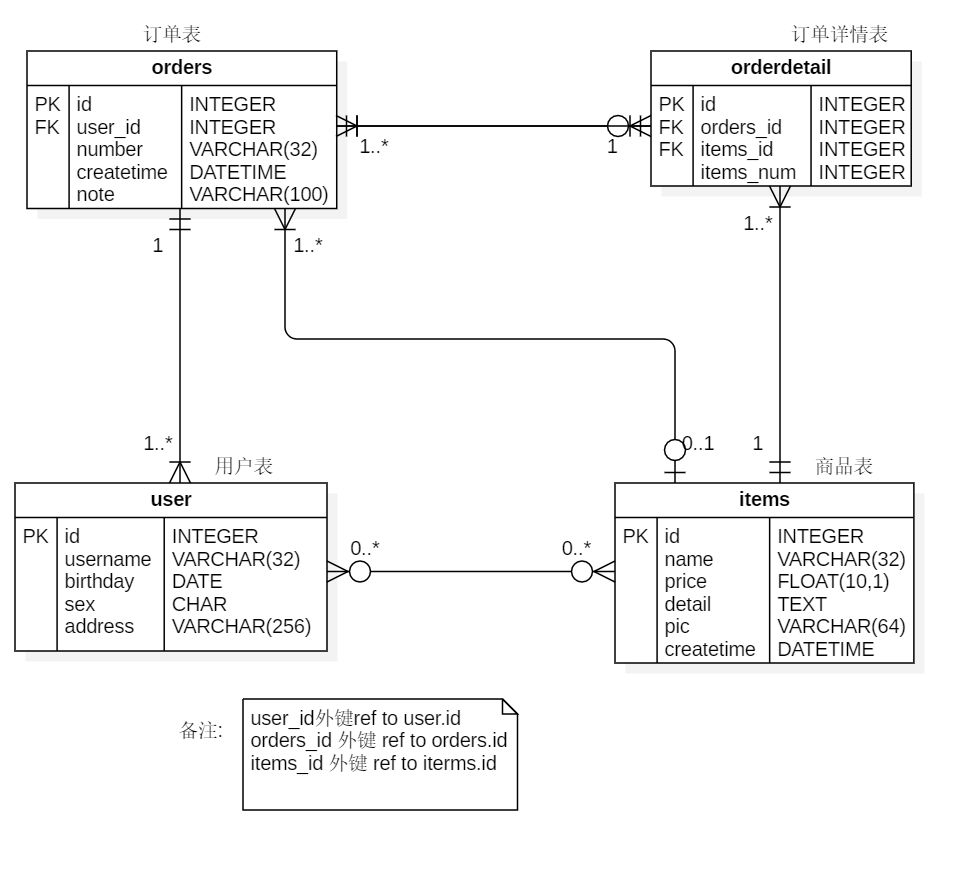 订单表
orders
PK id INTEGER
FK user_id INTEGER
number VARCHAR(32)
createtime DATETIME
note VARCHAR(100)
订单详情表
orderdetail
PK id INTEGER
FK orders_id INTEGER
FK items_id INTEGER
items_num INTEGER
1..*
1
1
1..*
1..*
1..*
0..1
1
用户表
user
PK id INTEGER
username VARCHAR(32)
birthday DATE
sex CHAR
address VARCHAR(256)
0..*
0..*
商品表
items
PK id INTEGER
name VARCHAR(32)
price FLOAT(10,1)
detail TEXT
pic VARCHAR(64)
createtime DATETIME
备注:
user_id外键ref to user.id
orders_id 外键 ref to orders.id
items_id 外键 ref to iterms.id